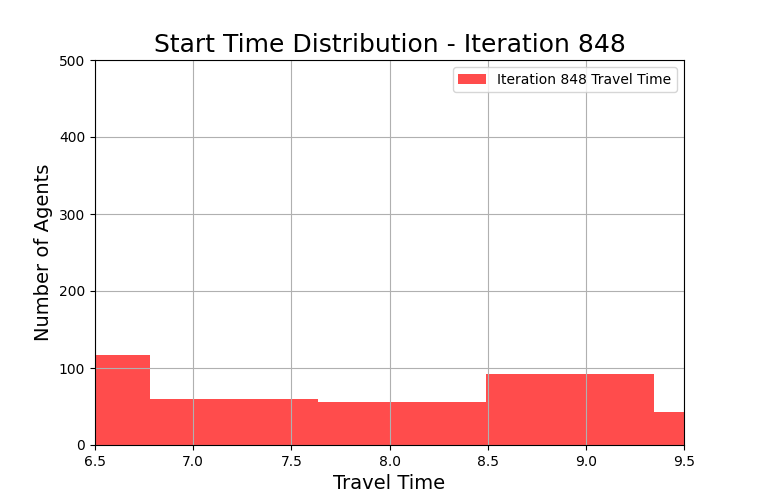 Start Time Distribution - Iteration 848
500
400
300
200
100
0
Number of Agents
Iteration 848 Travel Time
6.5 7.0 7.5 8.0 8.5 9.0 9.5
Travel Time